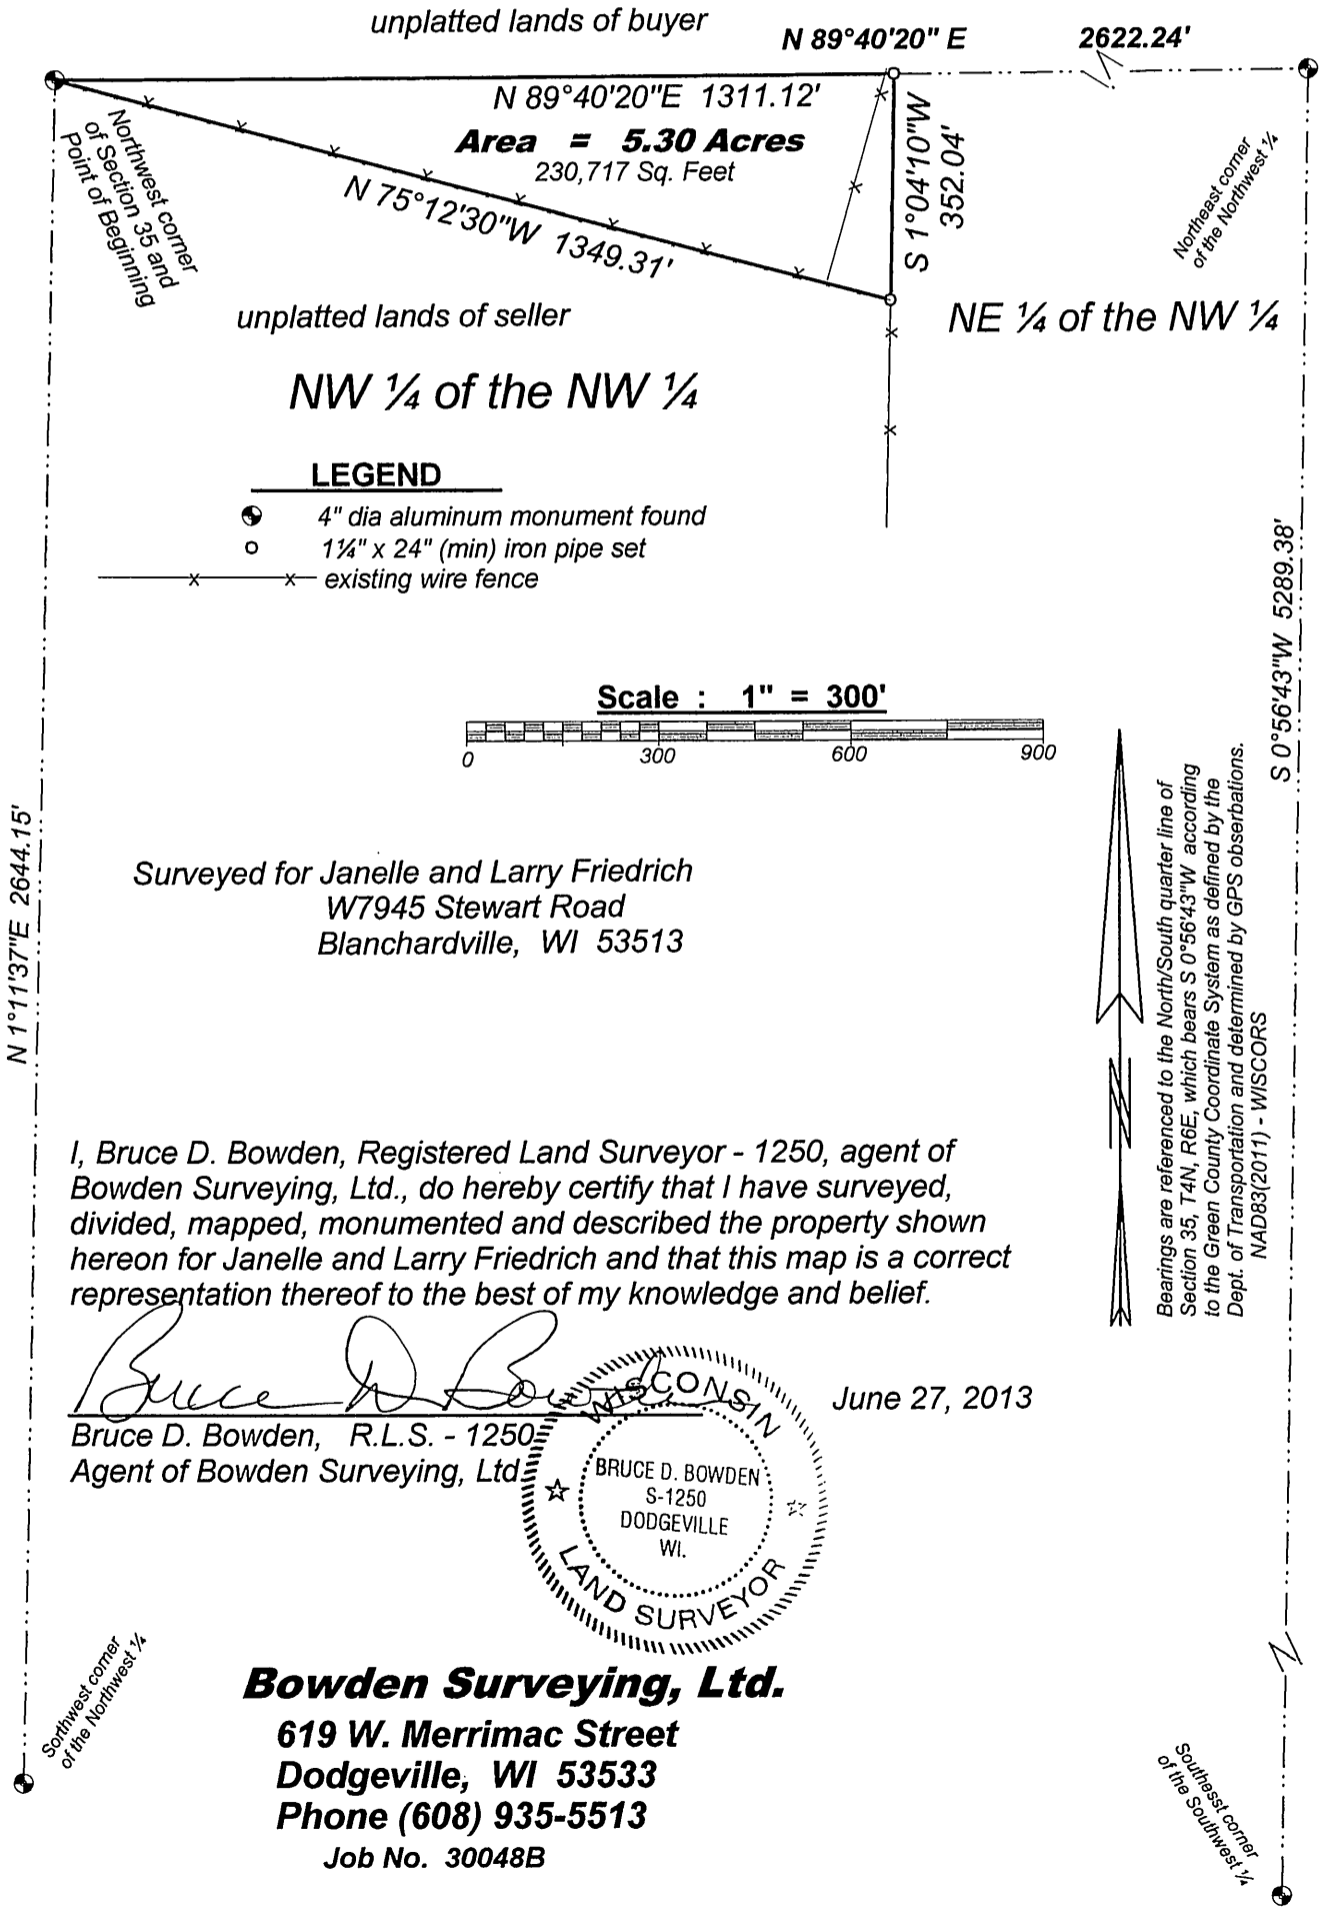 unplatted lands of buyer
N 89°40'20" E 2622.24'
N 89°40'20"E 1311.12'
Area = 5.30 Acres
230,717 Sq. Feet
N 75°12'30"W 1349.31'
S 1°04'10"W
352.04'
Northwest corner
of Section 35 and
Point of Beginning
Northeast corner
of the Northwest ¼
unplatted lands of seller
NE ¼ of the NW ¼
NW ¼ of the NW ¼
LEGEND
4" dia aluminum monument found
1¼" x 24" (min) iron pipe set
existing wire fence
S 0°56'43"W 5289.38'
Scale : 1" = 300'
0 300 600 900
N 1°11'37"E 2644.15'
Surveyed for Janelle and Larry Friedrich
W7945 Stewart Road
Blanchardville, WI 53513
N
Bearings are referenced to the North/South quarter line of
Section 35, T4N, R6E, which bears S 0°56'43"W according
to the Green County Coordinate System as defined by the
Dept. of Transportation and determined by GPS obserbations.
NAD83(2011) - WISCORS
I, Bruce D. Bowden, Registered Land Surveyor - 1250, agent of
Bowden Surveying, Ltd., do hereby certify that I have surveyed,
divided, mapped, monumented and described the property shown
hereon for Janelle and Larry Friedrich and that this map is a correct
representation thereof to the best of my knowledge and belief.
Bruce D. Bowden
June 27, 2013
Bruce D. Bowden, R.L.S. - 1250
Agent of Bowden Surveying, Ltd
WISCONSIN
BRUCE D. BOWDEN
S-1250
DODGEVILLE
WI.
LAND SURVEYOR
Sorthwest corner
of the Northwest ¼
Bowden Surveying, Ltd.
619 W. Merrimac Street
Dodgeville, WI 53533
Phone (608) 935-5513
Job No. 30048B
Southesst corner
of the Southwest ¼